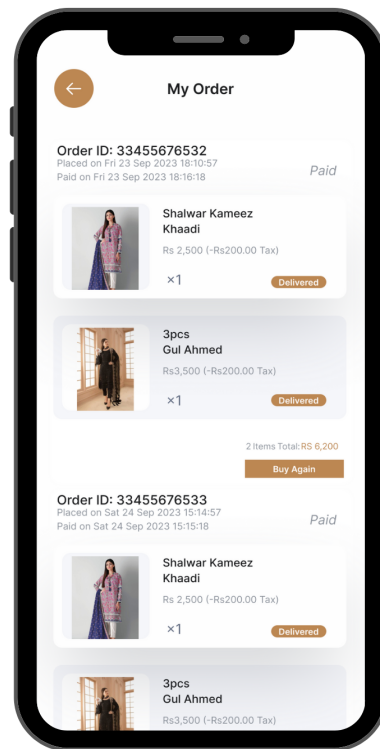 My Order
Order ID: 33455676532
Placed on Fri 23 Sep 2023 18:10:57
Paid on Fri 23 Sep 2023 18:16:18
Paid
Shalwar Kameez
Khaadi
Rs 2,500 (-Rs200.00 Tax)
×1
Delivered
3pcs
Gul Ahmed
Rs3,500 (-Rs200.00 Tax)
×1
Delivered
2 Items Total:RS 6,200
Buy Again
Order ID: 33455676533
Placed on Sat 24 Sep 2023 15:14:57
Paid on Sat 24 Sep 2023 15:15:18
Paid
Shalwar Kameez
Khaadi
Rs 2,500 (-Rs200.00 Tax)
×1
Delivered
3pcs
Gul Ahmed
Rs3,500 (-Rs200.00 Tax)